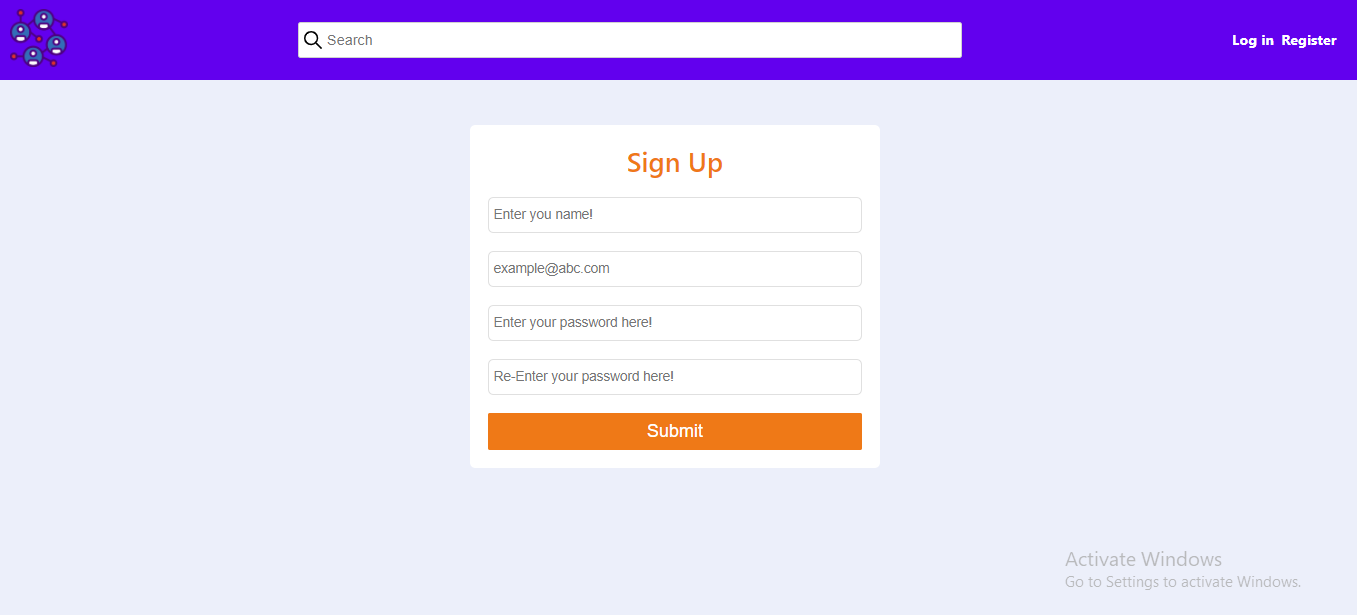 Search
Log in Register
Sign Up
Enter you name!
example@abc.com
Enter your password here!
Re-Enter your password here!
Submit
Activate Windows
Go to Settings to activate Windows.